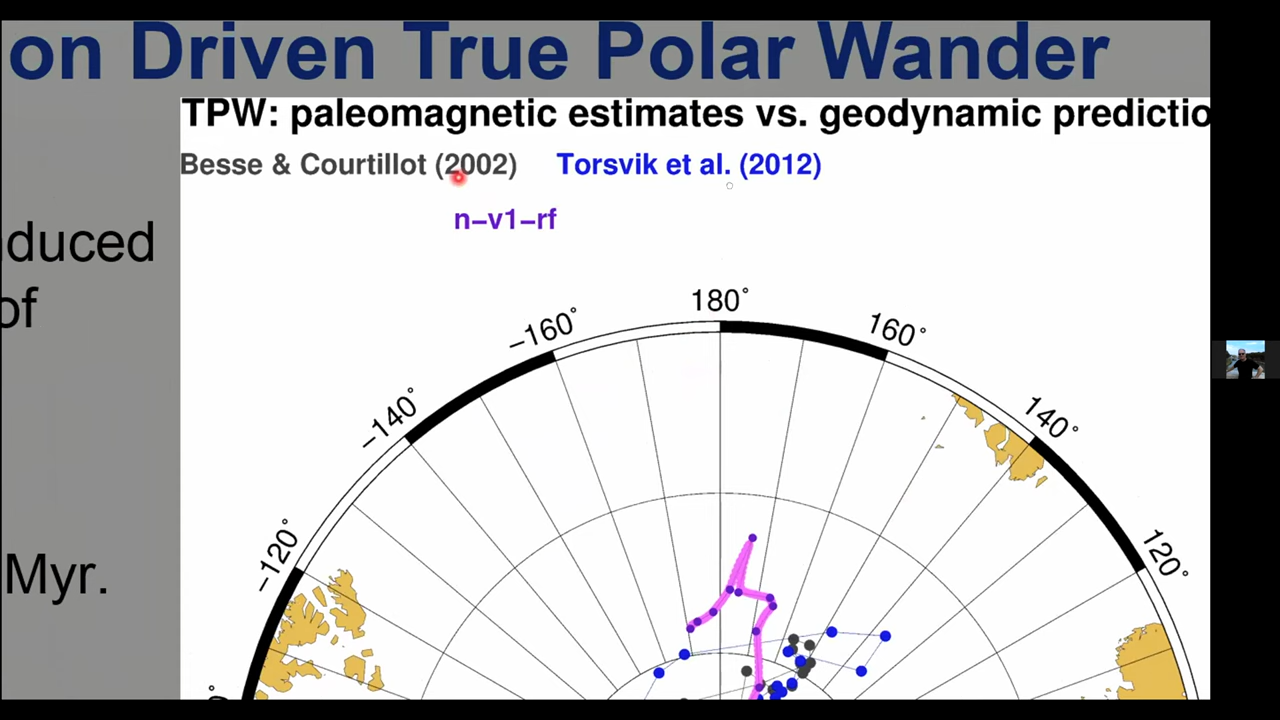 on Driven True Polar Wander
TPW: paleomagnetic estimates vs. geodynamic predictio
Besse & Courtillot (2002) Torsvik et al. (2012)
n−v1−rf
duced
of
Myr.
180°
−160° 160°
−140° 140°
−120° 120°